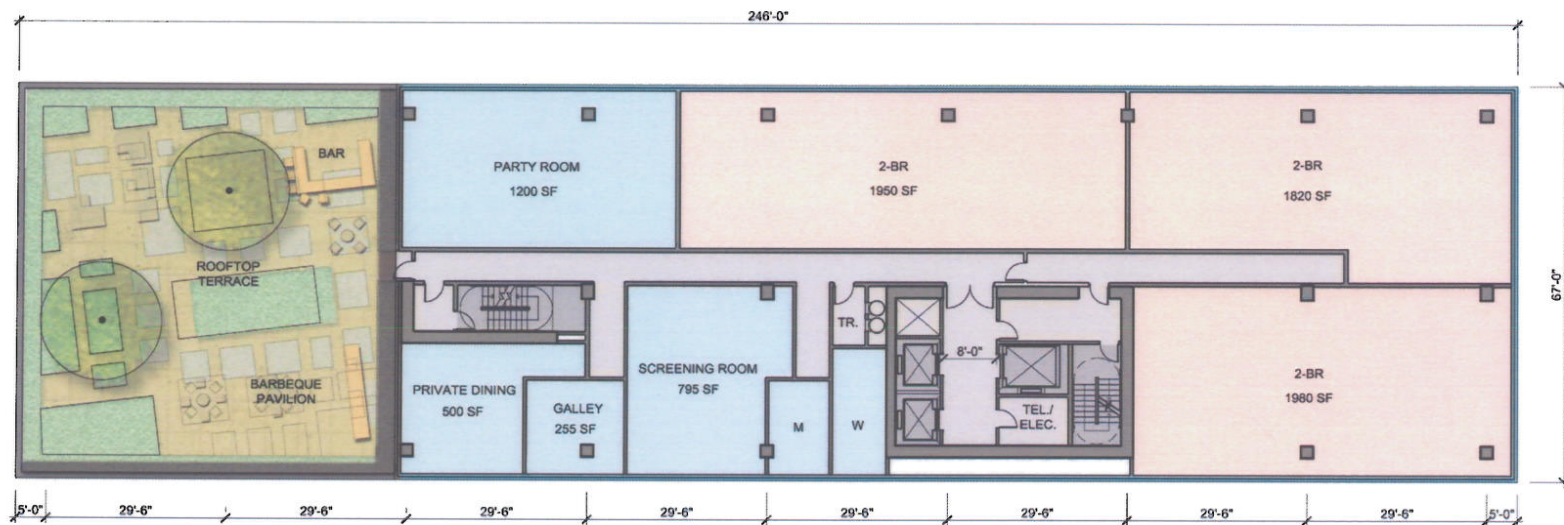 246'-0"
BAR
PARTY ROOM
1200 SF
2-BR
1950 SF
2-BR
1820 SF
ROOFTOP
TERRACE
67'-0"
TR.
8'-0"
BARBEQUE
PAVILION
PRIVATE DINING
500 SF
GALLEY
255 SF
SCREENING ROOM
795 SF
M
W
TEL./
ELEC.
2-BR
1980 SF
5'-0" 29'-6" 29'-6" 29'-6" 29'-6" 29'-6" 29'-6" 29'-6" 29'-6" 5'-0"